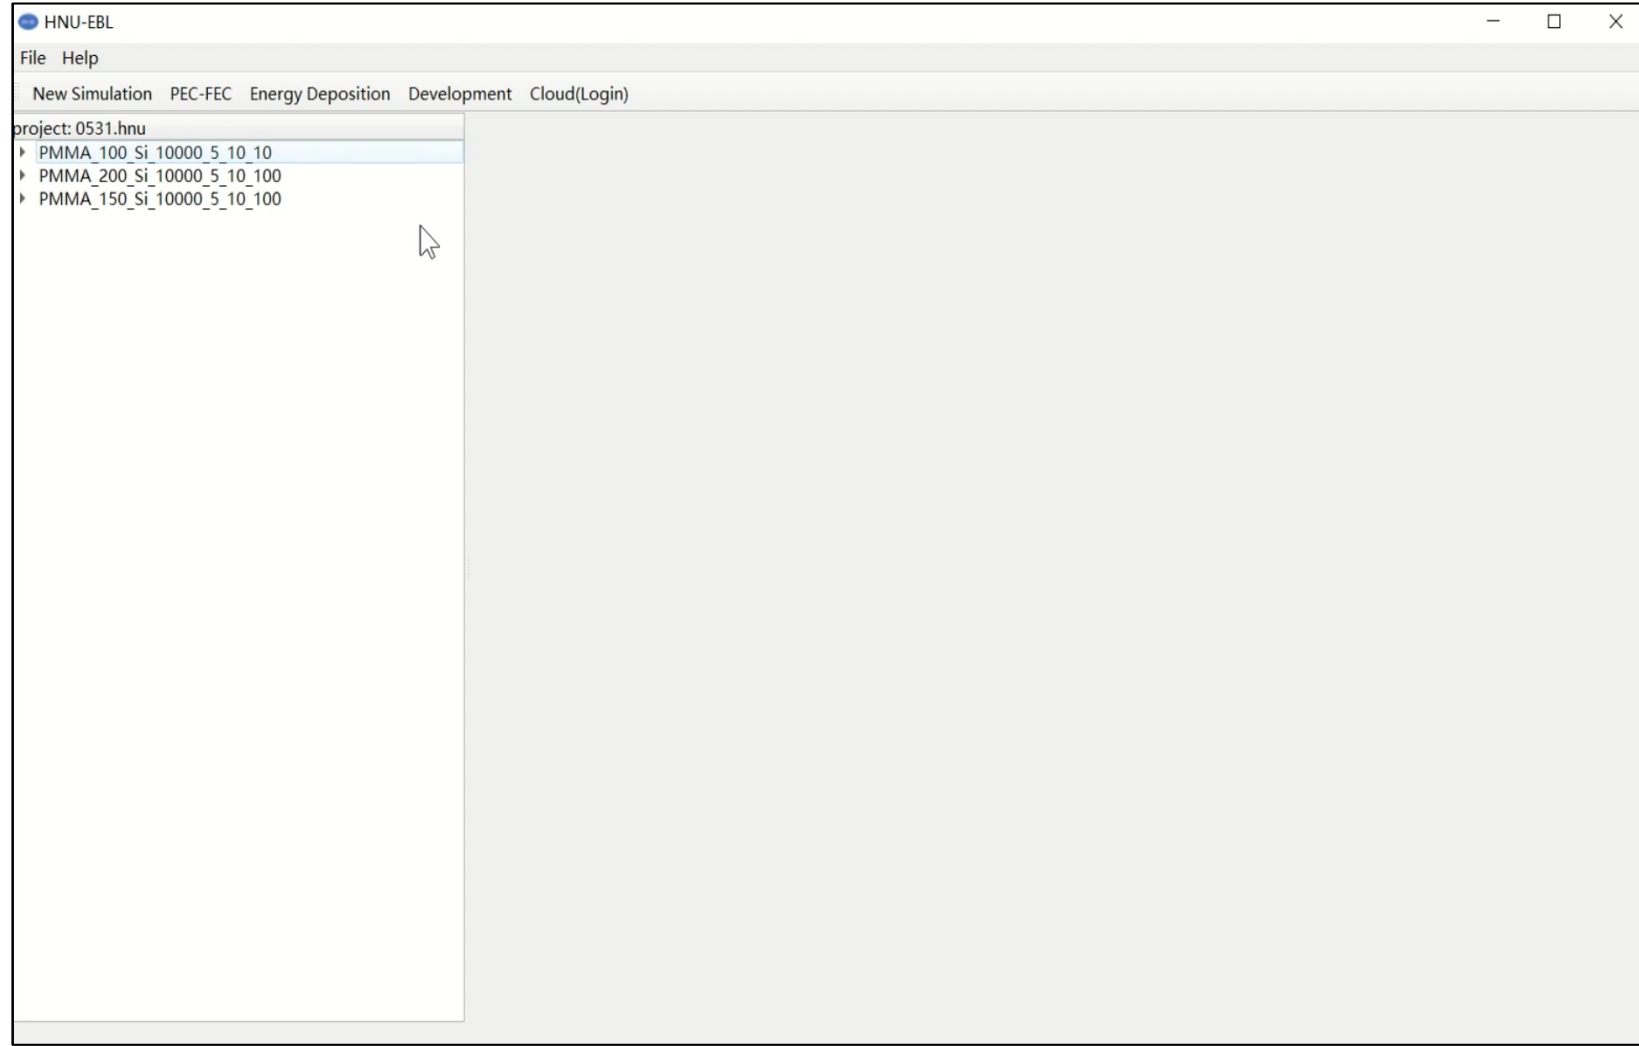 HNU-EBL
File Help
New Simulation PEC-FEC Energy Deposition Development Cloud(Login)
project: 0531.hnu
PMMA_100_Si_10000_5_10_10
PMMA_200_Si_10000_5_10_100
PMMA_150_Si_10000_5_10_100